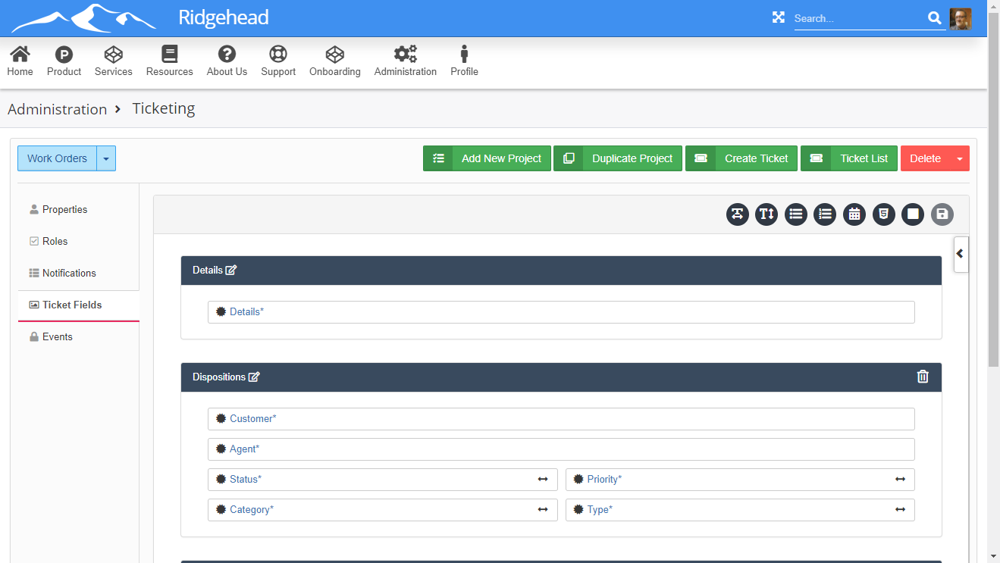 Ridgehead
Search...
Home
Product
Services
Resources
About Us
Support
Onboarding
Administration
Profile
Administration
Ticketing
Work Orders
Add New Project
Duplicate Project
Create Ticket
Ticket List
Delete
Properties
Roles
Notifications
Ticket Fields
Events
Details
Details*
Dispositions
Customer*
Agent*
Status*
Priority*
Category*
Type*